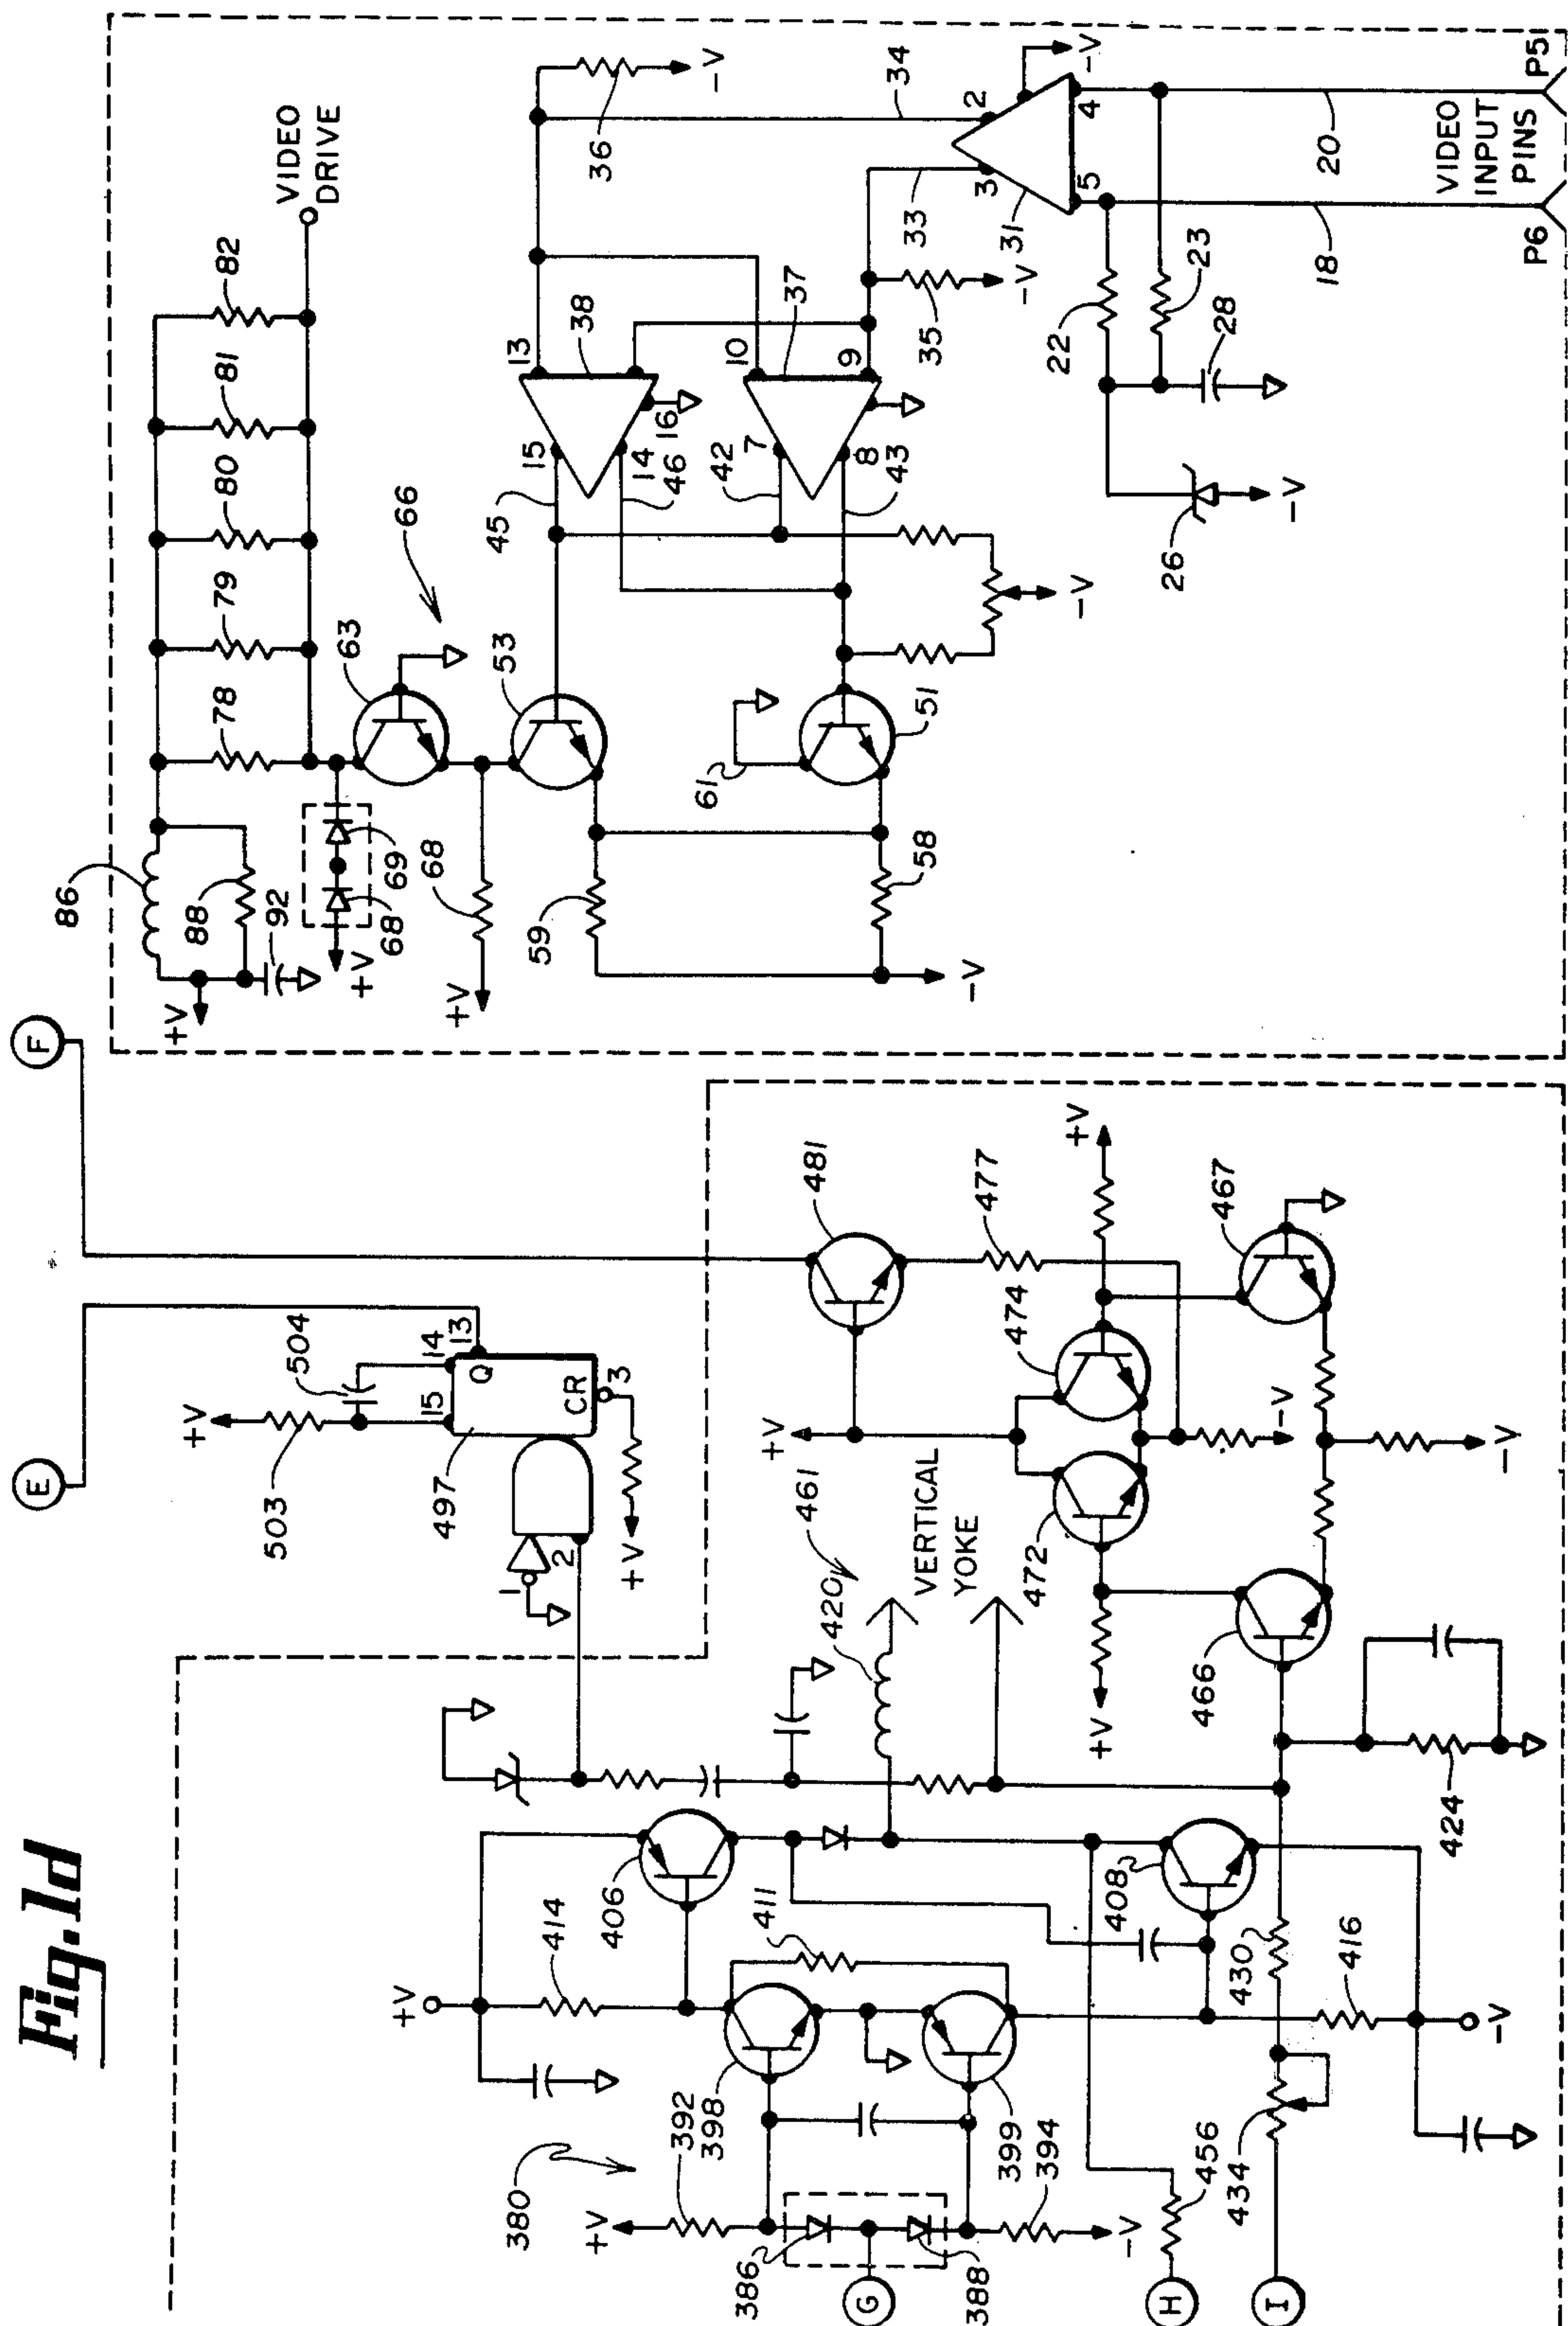 Fig.1d
E
F
G
H
I
+V
503
504
15
14
13
Q
CR
3
497
1
2
+V
380
+V
392
398
386
388
399
394
-V
+V
414
406
411
408
416
-V
430
434
456
420
461
VERTICAL
YOKE
424
466
+V
472
+V
474
-V
481
477
+V
467
-V
86
+V
88
92
+V
68
69
78
79
80
81
82
VIDEO
DRIVE
63
66
+V
68
53
59
58
-V
61
51
45
15
14
46
16
13
38
42
7
8
43
10
9
37
-V
36
-V
34
33
3
2
-V
31
5
4
35
-V
22
23
28
26
-V
18
20
VIDEO
INPUT
PINS
P6
P5